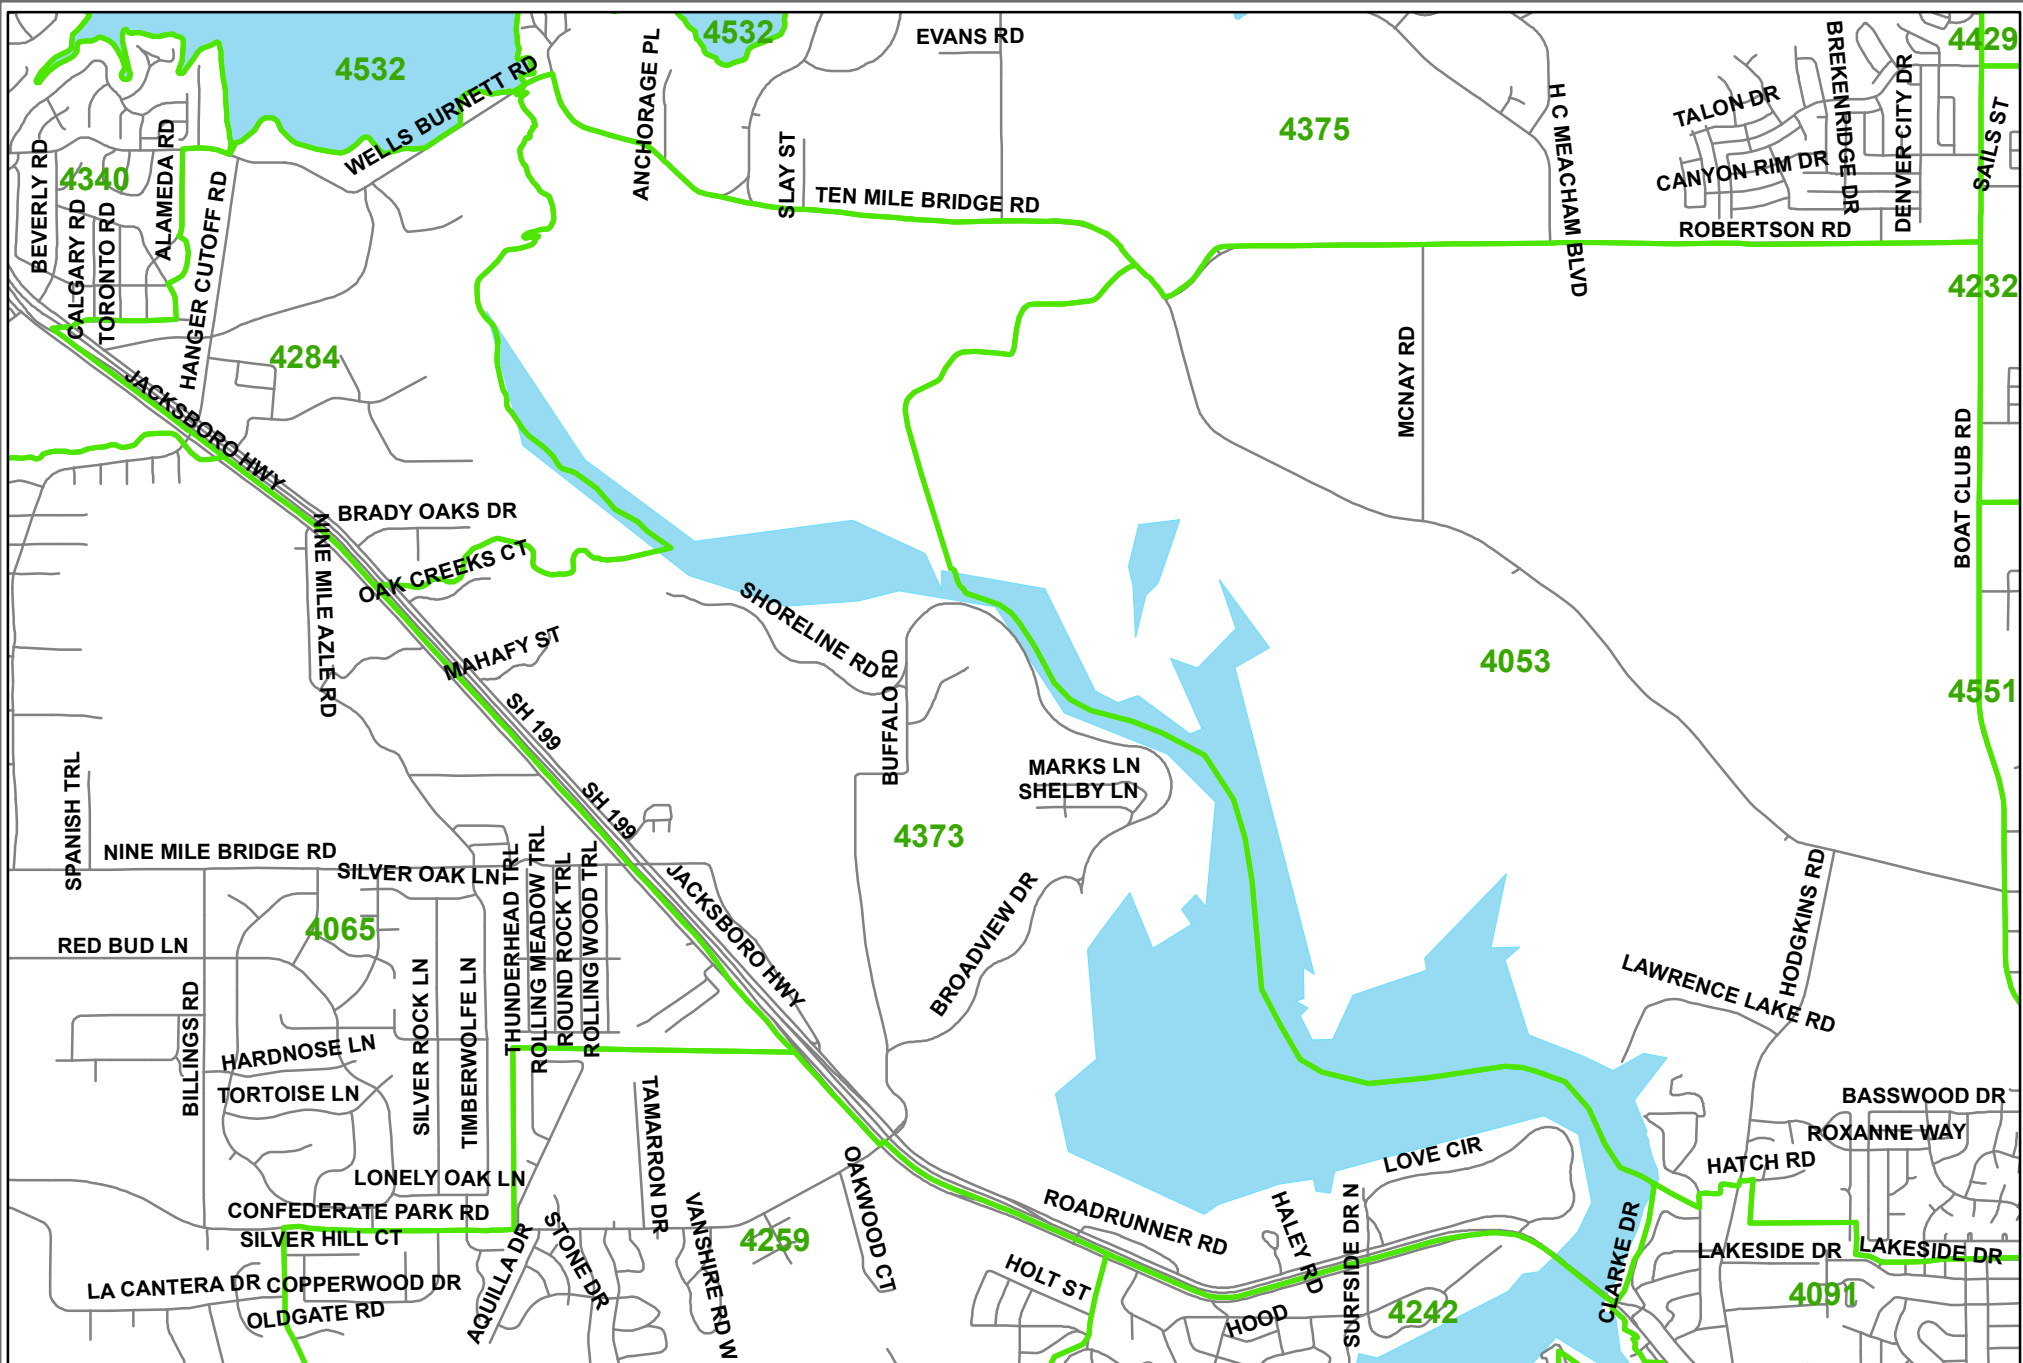 4532
4429
EVANS RD
4532
WELLS BURNETT RD
ANCHORAGE PL
H C MEACHAM BLVD
TALON DR
BREKENRIDGE DR
DENVER CITY DR
SAILS ST
4375
BEVERLY RD
4340
ALAMEDA RD
SLAY ST
CANYON RIM DR
CALGARY RD
TORONTO RD
HANGER CUTOFF RD
TEN MILE BRIDGE RD
ROBERTSON RD
4232
4284
MCNAY RD
JACKSBORO HWY
BOAT CLUB RD
NINE MILE AZLE RD
BRADY OAKS DR
OAK CREEKS CT
SHORELINE RD
MAHAFY ST
BUFFALO RD
4053
4551
SH 199
SH 199
SPANISH TRL
MARKS LN
SHELBY LN
4373
NINE MILE BRIDGE RD
SILVER OAK LN
THUNDERHEAD TRL
ROLLING MEADOW TRL
ROUND ROCK TRL
ROLLING WOOD TRL
JACKSBORO HWY
BROADVIEW DR
HODGKINS RD
4065
RED BUD LN
LAWRENCE LAKE RD
BILLINGS RD
SILVER ROCK LN
TIMBERWOLFE LN
HARDNOSE LN
TORTOISE LN
TAMARRON DR
BASSWOOD DR
ROXANNE WAY
LOVE CIR
HATCH RD
OAKWOOD CT
LONELY OAK LN
CONFEDERATE PARK RD
SILVER HILL CT
AQUILLA DR
STONE DR
VANSHIRE RD W
4259
ROADRUNNER RD
HALEY RD
SURFSIDE DR N
CLARKE DR
LAKESIDE DR
LAKESIDE DR
LA CANTERA DR
COPPERWOOD DR
OLDGATE RD
HOLT ST
HOOD
4242
4091